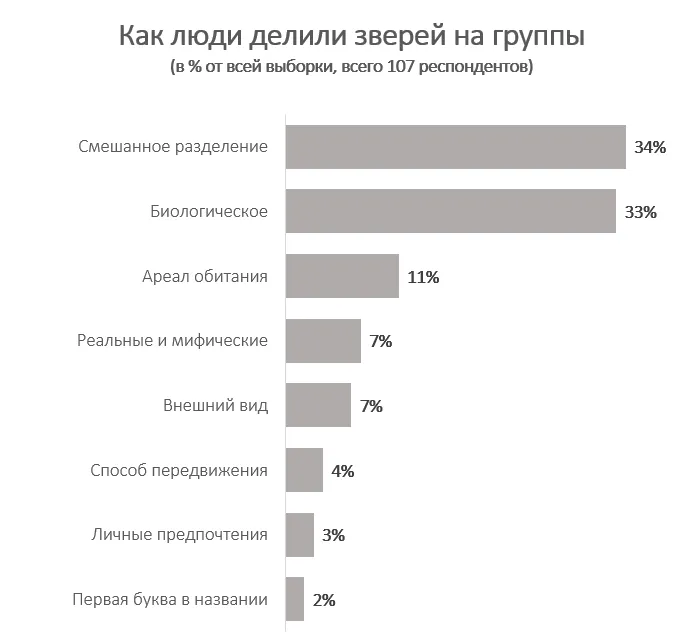 Как люди делили зверей на группы
(в % от всей выборки, всего 107 респондентов)
Смешанное разделение 34%
Биологическое 33%
Ареал обитания 11%
Реальные и мифические 7%
Внешний вид 7%
Способ передвижения 4%
Личные предпочтения 3%
Первая буква в названии 2%